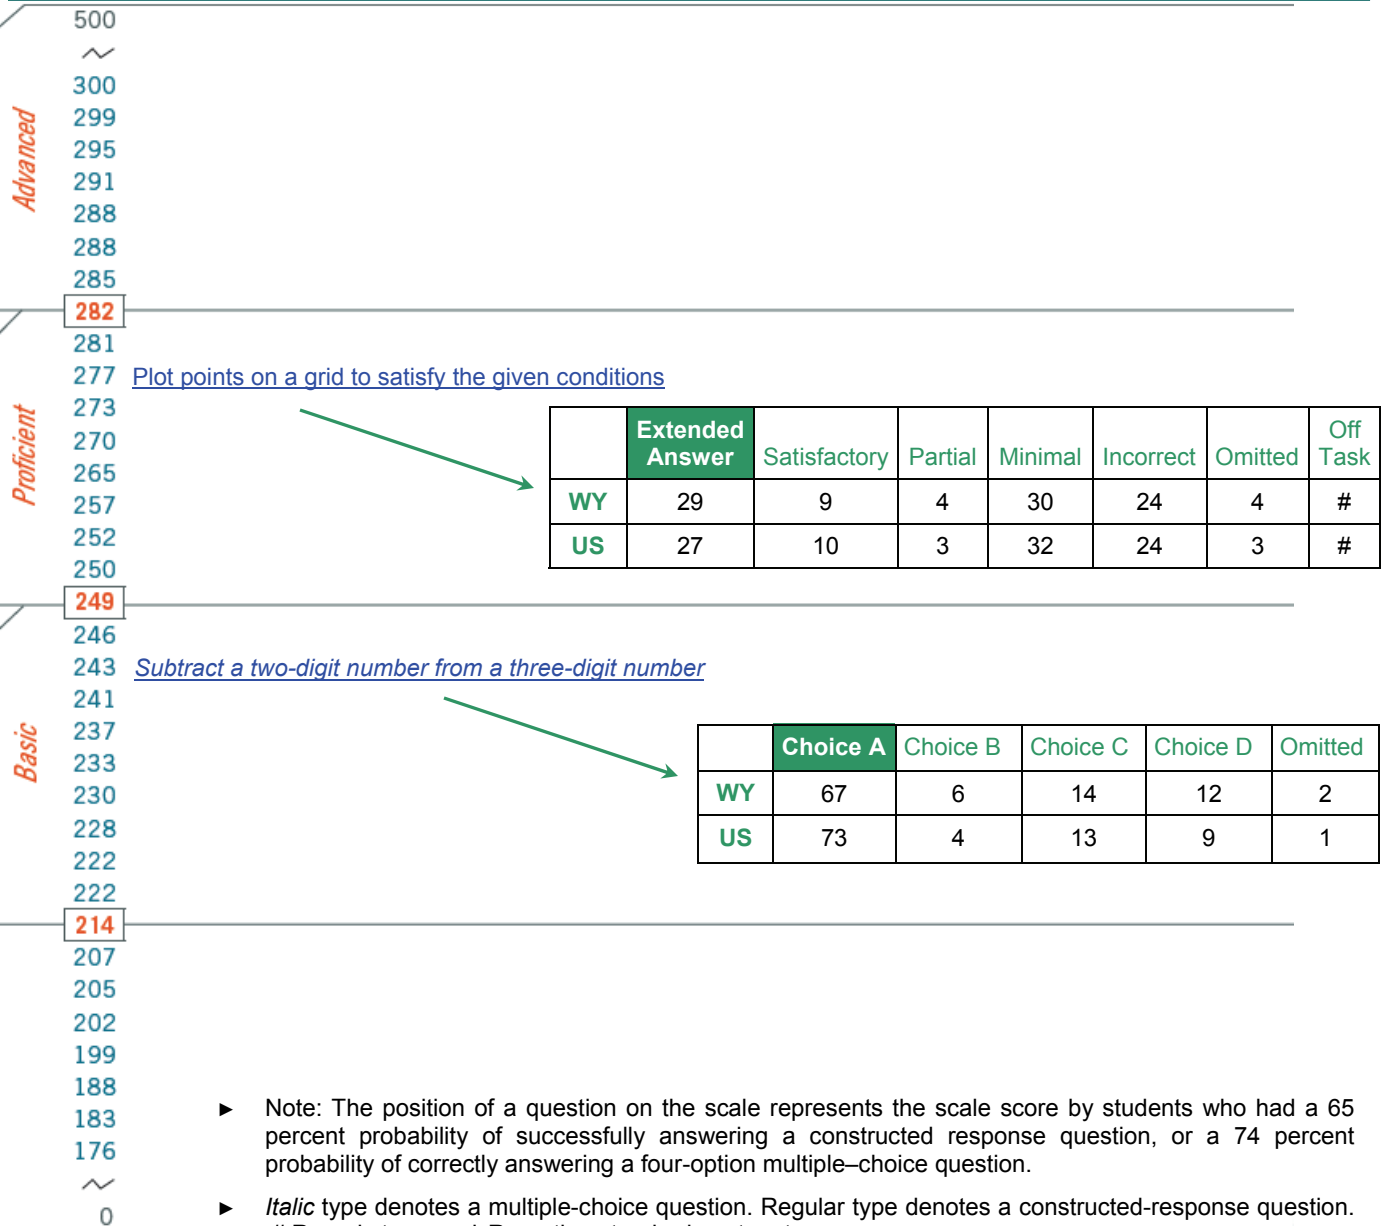 500
300
299
295
291
288
288
285
Advanced
282
281
277 Plot points on a grid to satisfy the given conditions
273
270
265
257
252
250
Proficient
Extended Answer Satisfactory Partial Minimal Incorrect Omitted Off Task
WY 29 9 4 30 24 4 #
US 27 10 3 32 24 3 #
249
246
243 Subtract a two-digit number from a three-digit number
241
237
233
230
228
222
222
Basic
Choice A Choice B Choice C Choice D Omitted
WY 67 6 14 12 2
US 73 4 13 9 1
214
207
205
202
199
188
183
176
0
► Note: The position of a question on the scale represents the scale score by students who had a 65
percent probability of successfully answering a constructed response question, or a 74 percent
probability of correctly answering a four-option multiple–choice question.
► Italic type denotes a multiple-choice question. Regular type denotes a constructed-response question.